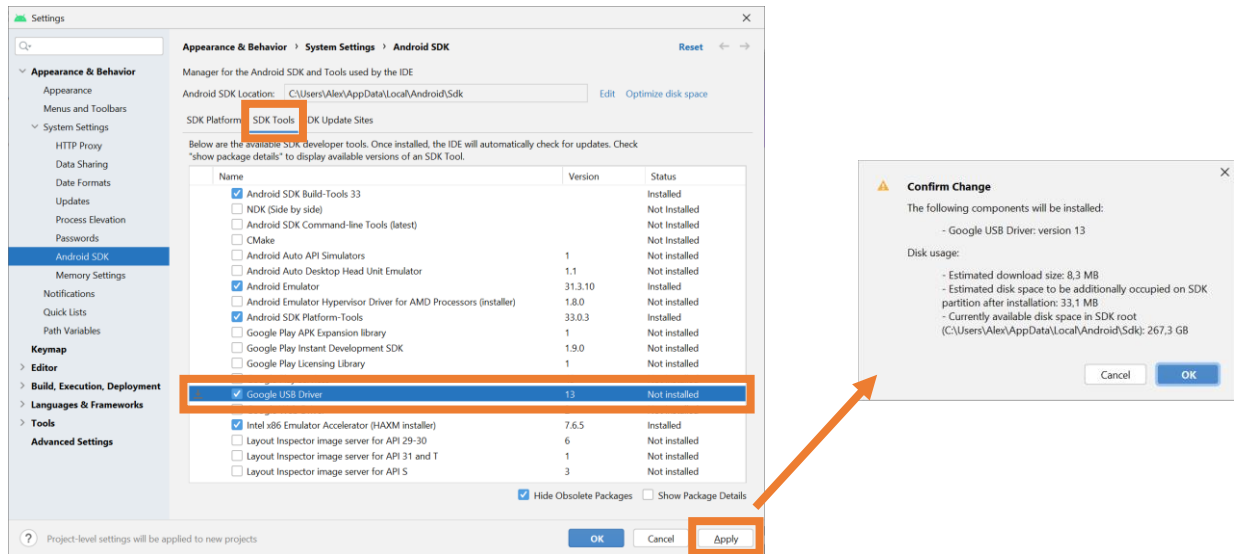 Settings
Appearance & Behavior
Appearance
Menus and Toolbars
System Settings
HTTP Proxy
Data Sharing
Date Formats
Updates
Process Elevation
Passwords
Android SDK
Memory Settings
Notifications
Quick Lists
Path Variables
Keymap
Editor
Build, Execution, Deployment
Languages & Frameworks
Tools
Advanced Settings
Appearance & Behavior › System Settings › Android SDK Reset
Manager for the Android SDK and Tools used by the IDE
Android SDK Location: C:\Users\Alex\AppData\Local\Android\Sdk Edit Optimize disk space
SDK Platform SDK Tools DK Update Sites
Below are the available SDK developer tools. Once installed, the IDE will automatically check for updates. Check
"show package details" to display available versions of an SDK Tool.
Name Version Status
Android SDK Build-Tools 33 Installed
NDK (Side by side) Not Installed
Android SDK Command-line Tools (latest) Not Installed
CMake Not Installed
Android Auto API Simulators 1 Not installed
Android Auto Desktop Head Unit Emulator 1.1 Not installed
Android Emulator 31.3.10 Installed
Android Emulator Hypervisor Driver for AMD Processors (installer) 1.8.0 Not installed
Android SDK Platform-Tools 33.0.3 Installed
Google Play APK Expansion library 1 Not installed
Google Play Instant Development SDK 1.9.0 Not installed
Google Play Licensing Library 1 Not installed
Google USB Driver 13 Not installed
Intel x86 Emulator Accelerator (HAXM installer) 7.6.5 Installed
Layout Inspector image server for API 29-30 6 Not installed
Layout Inspector image server for API 31 and T 1 Not installed
Layout Inspector image server for API S 3 Not installed
Hide Obsolete Packages Show Package Details
? Project-level settings will be applied to new projects
OK Cancel Apply
Confirm Change
The following components will be installed:
- Google USB Driver: version 13
Disk usage:
- Estimated download size: 8,3 MB
- Estimated disk space to be additionally occupied on SDK
partition after installation: 33,1 MB
- Currently available disk space in SDK root
(C:\Users\Alex\AppData\Local\Android\Sdk): 267,3 GB
Cancel OK